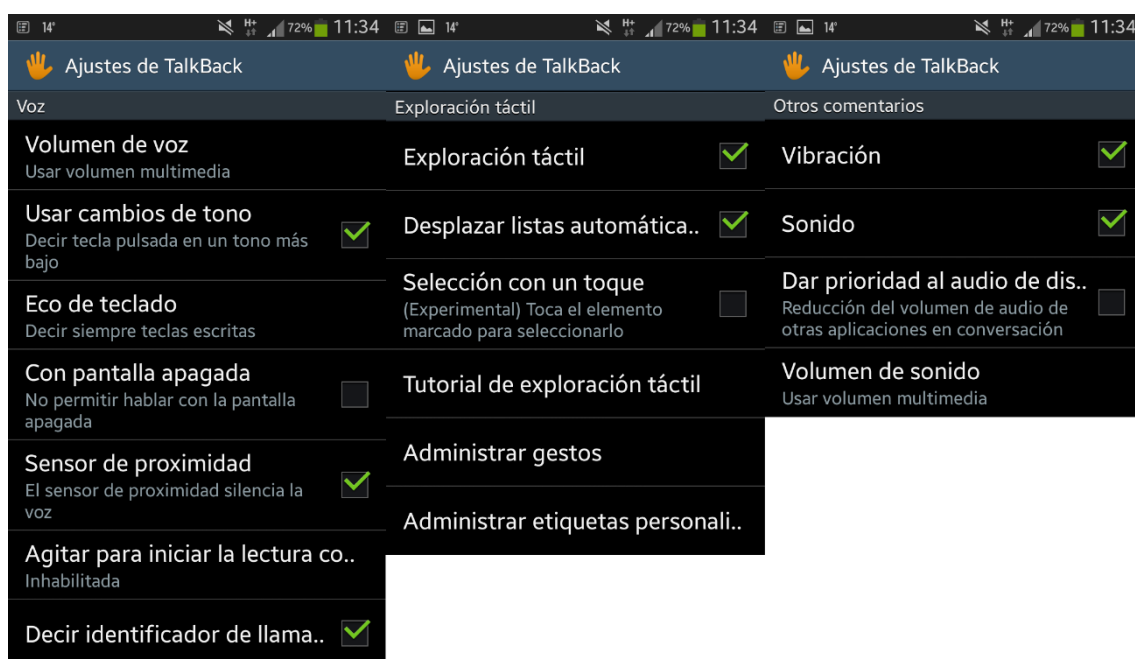 14° H+ 72% 11:34
Ajustes de TalkBack
Voz
Volumen de voz
Usar volumen multimedia
Usar cambios de tono
Decir tecla pulsada en un tono más
bajo
Eco de teclado
Decir siempre teclas escritas
Con pantalla apagada
No permitir hablar con la pantalla
apagada
Sensor de proximidad
El sensor de proximidad silencia la
voz
Agitar para iniciar la lectura co..
Inhabilitada
Decir identificador de llama..
14° H+ 72% 11:34
Ajustes de TalkBack
Exploración táctil
Exploración táctil
Desplazar listas automática..
Selección con un toque
(Experimental) Toca el elemento
marcado para seleccionarlo
Tutorial de exploración táctil
Administrar gestos
Administrar etiquetas personali..
14° H+ 72% 11:34
Ajustes de TalkBack
Otros comentarios
Vibración
Sonido
Dar prioridad al audio de dis..
Reducción del volumen de audio de
otras aplicaciones en conversación
Volumen de sonido
Usar volumen multimedia